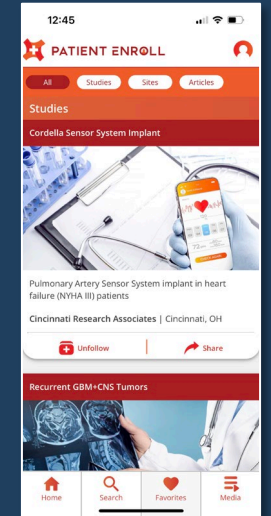 12:45
PATIENT ENROLL
All Studies Sites Articles
Studies
Cordella Sensor System Implant
Pulmonary Artery Sensor System implant in heart
failure (NYHA III) patients
Cincinnati Research Associates | Cincinnati, OH
Unfollow Share
Recurrent GBM+CNS Tumors
Home Search Favorites Media